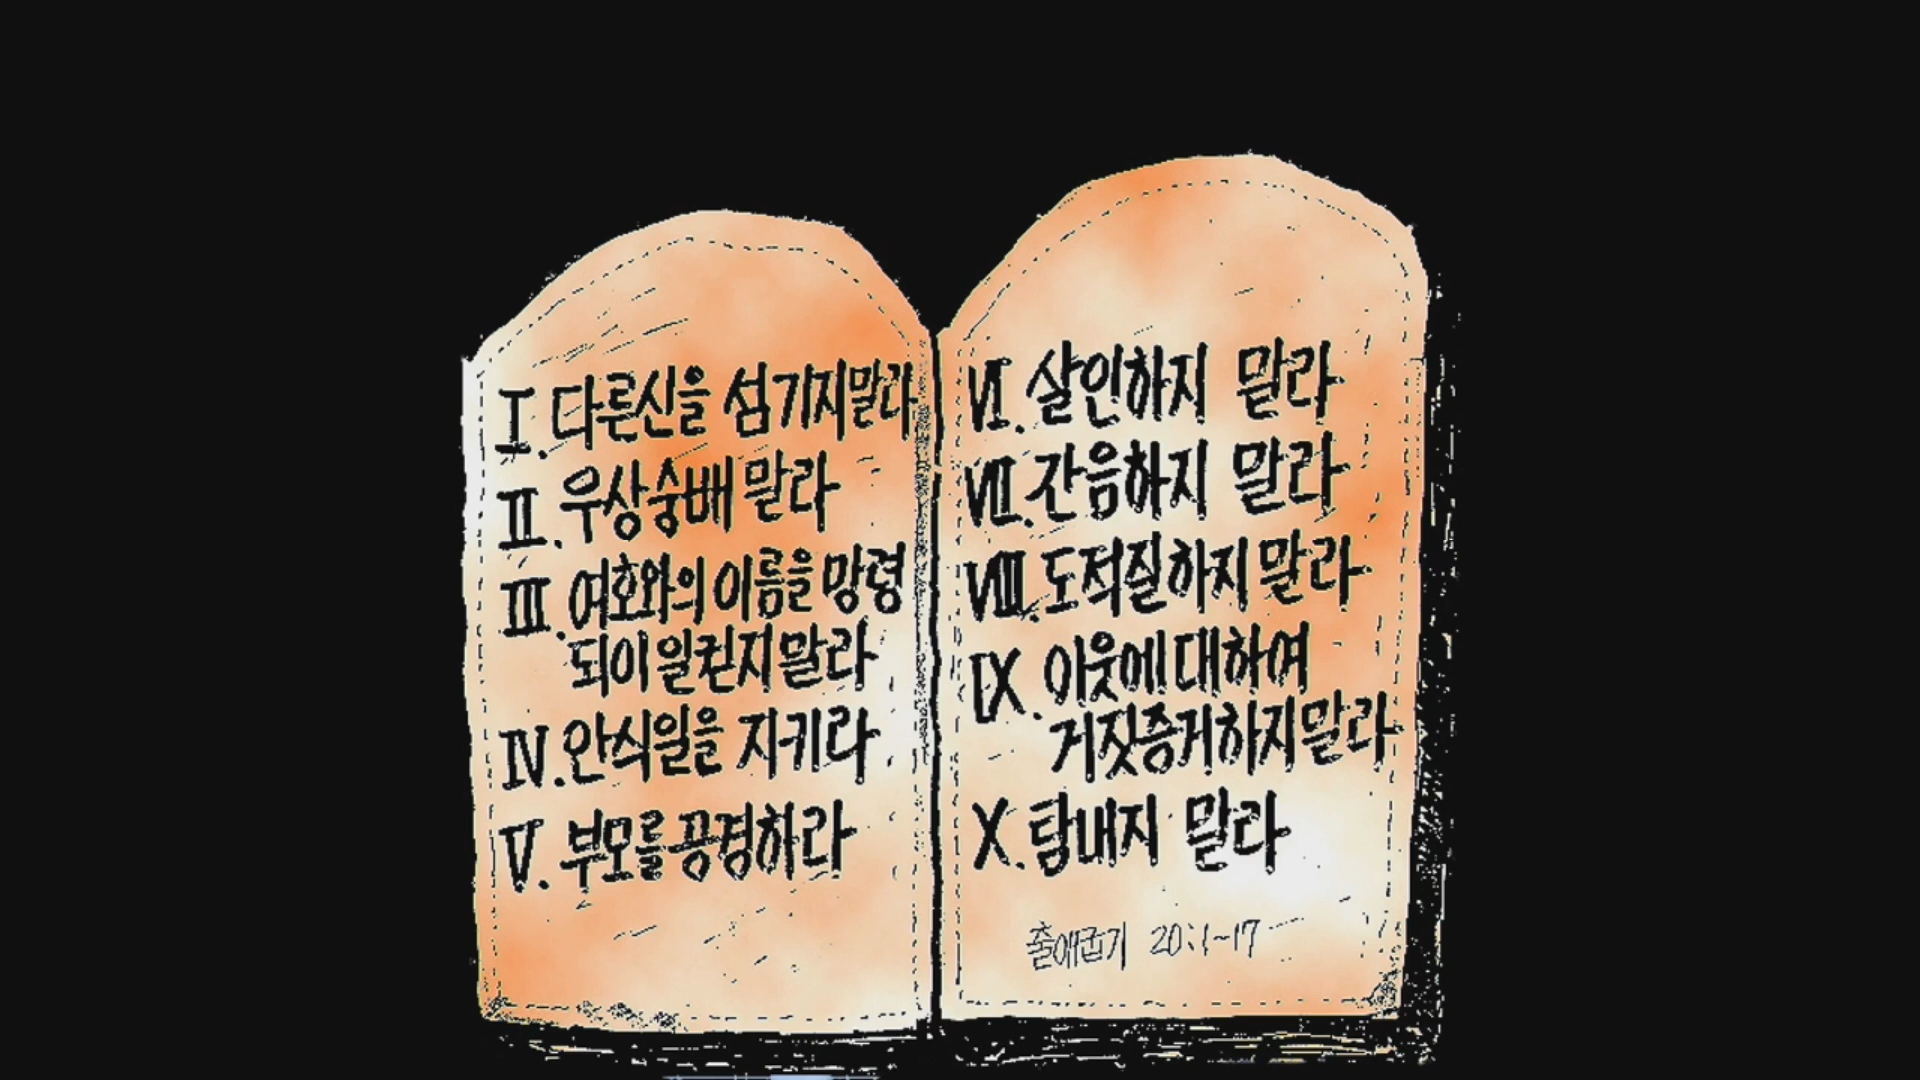 I. 다른신을 섬기지말라
II. 우상숭배 말라
III. 여호와의 이름을 망령
되이 일컫지말라
IV. 안식일을 지키라
V. 부모를 공경하라
VI. 살인하지 말라
VII. 간음하지 말라
VIII. 도적질하지 말라
IX. 이웃에 대하여
거짓증거하지말라
X. 탐내지 말라
출애굽기 20:1~17